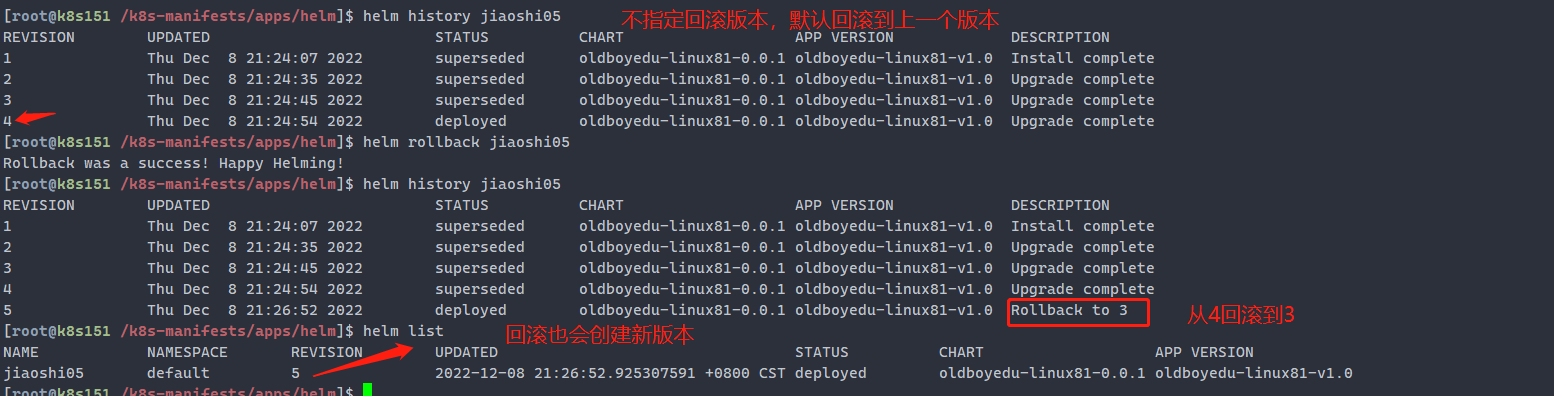 [root@k8s151 /k8s-manifests/apps/helm]$ helm history jiaoshi05 不指定回滚版本，默认回滚到上一个版本
REVISION UPDATED STATUS CHART APP VERSION DESCRIPTION
1 Thu Dec 8 21:24:07 2022 superseded oldboyedu-linux81-0.0.1 oldboyedu-linux81-v1.0 Install complete
2 Thu Dec 8 21:24:35 2022 superseded oldboyedu-linux81-0.0.1 oldboyedu-linux81-v1.0 Upgrade complete
3 Thu Dec 8 21:24:45 2022 superseded oldboyedu-linux81-0.0.1 oldboyedu-linux81-v1.0 Upgrade complete
4 Thu Dec 8 21:24:54 2022 deployed oldboyedu-linux81-0.0.1 oldboyedu-linux81-v1.0 Upgrade complete
[root@k8s151 /k8s-manifests/apps/helm]$ helm rollback jiaoshi05
Rollback was a success! Happy Helming!
[root@k8s151 /k8s-manifests/apps/helm]$ helm history jiaoshi05
REVISION UPDATED STATUS CHART APP VERSION DESCRIPTION
1 Thu Dec 8 21:24:07 2022 superseded oldboyedu-linux81-0.0.1 oldboyedu-linux81-v1.0 Install complete
2 Thu Dec 8 21:24:35 2022 superseded oldboyedu-linux81-0.0.1 oldboyedu-linux81-v1.0 Upgrade complete
3 Thu Dec 8 21:24:45 2022 superseded oldboyedu-linux81-0.0.1 oldboyedu-linux81-v1.0 Upgrade complete
4 Thu Dec 8 21:24:54 2022 superseded oldboyedu-linux81-0.0.1 oldboyedu-linux81-v1.0 Upgrade complete
5 Thu Dec 8 21:26:52 2022 deployed oldboyedu-linux81-0.0.1 oldboyedu-linux81-v1.0 Rollback to 3 从4回滚到3
[root@k8s151 /k8s-manifests/apps/helm]$ helm list 回滚也会创建新版本
NAME NAMESPACE REVISION UPDATED STATUS CHART APP VERSION
jiaoshi05 default 5 2022-12-08 21:26:52.925307591 +0800 CST deployed oldboyedu-linux81-0.0.1 oldboyedu-linux81-v1.0
[root@k8s151 /k8s-manifests/apps/helm]$